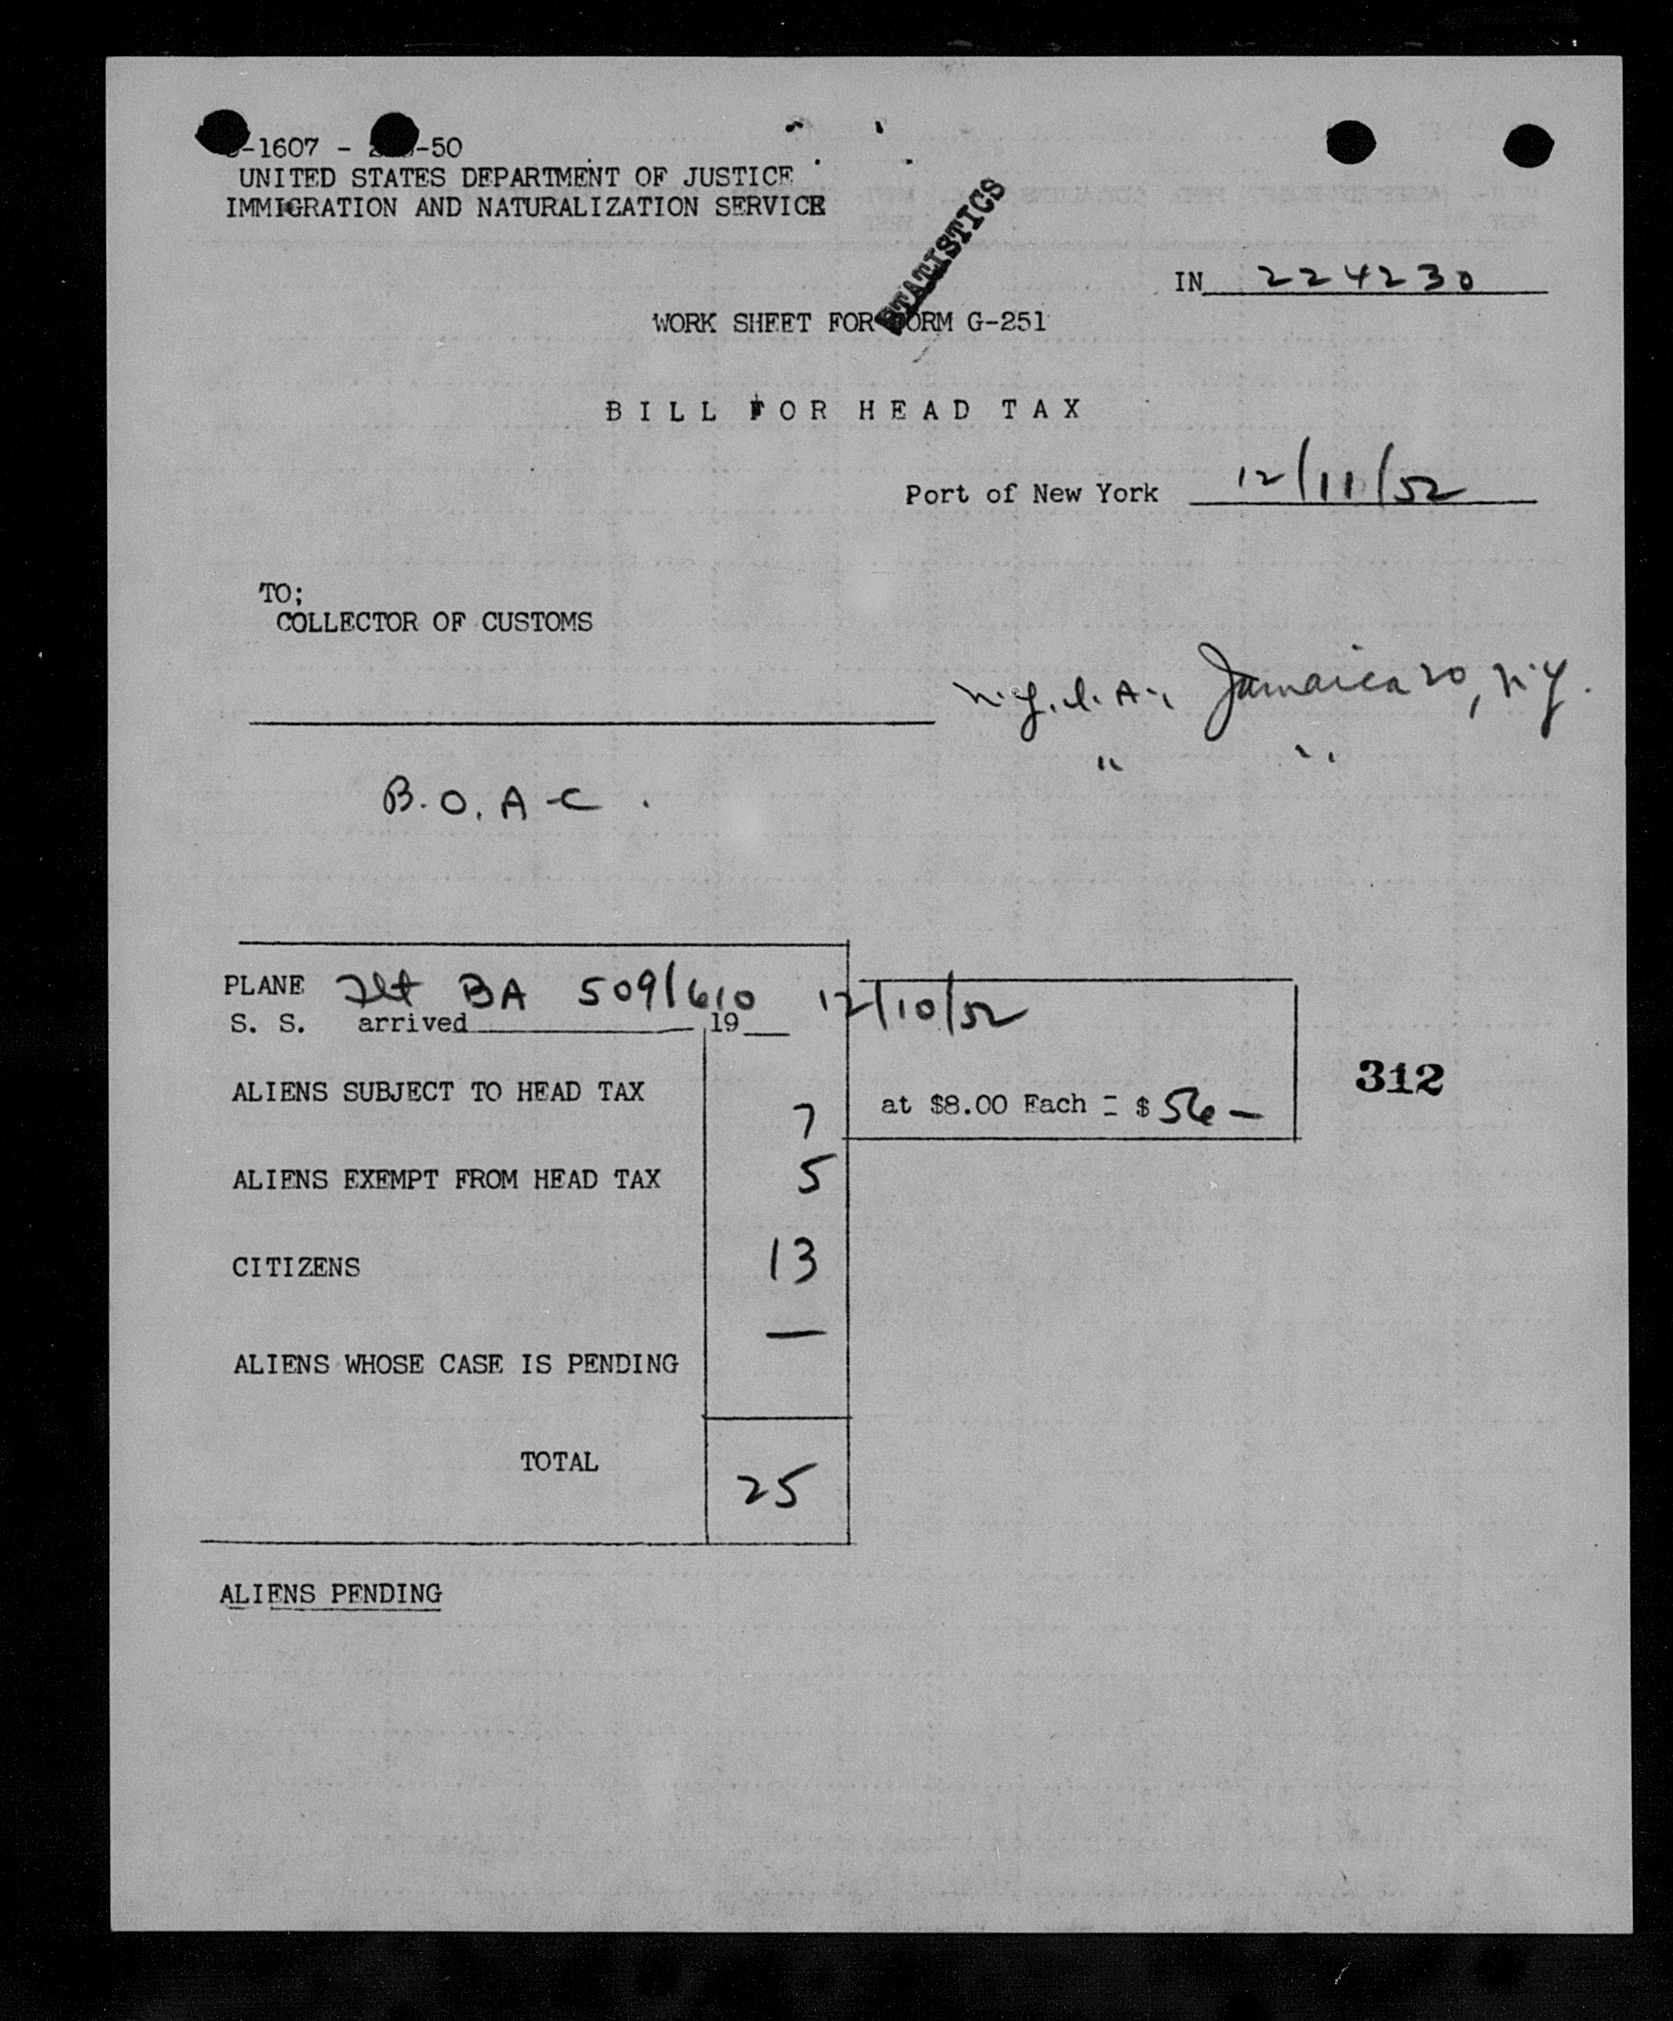 -1607 - -50
UNITED STATES DEPARTMENT OF JUSTICE
IMMIGRATION AND NATURALIZATION SERVICE
STATISTICS
IN 224230
WORK SHEET FOR FORM G-251
BILL FOR HEAD TAX
Port of New York 12/11/52
TO;
COLLECTOR OF CUSTOMS
N.Y.I.A., Jamaica 20, N.Y.
" "
B.O.A.C.
PLANE Flt BA 509/610 12/10/52
S. S. arrived 19
ALIENS SUBJECT TO HEAD TAX 7 at $8.00 Each = $ 56 —
312
ALIENS EXEMPT FROM HEAD TAX 5
CITIZENS 13
ALIENS WHOSE CASE IS PENDING —
TOTAL 25
ALIENS PENDING